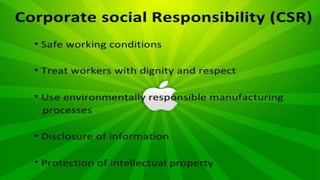 Corporate social Responsibility (CSR)
• Safe working conditions
• Treat workers with dignity and respect
• Use environmentally responsible manufacturing
processes
• Disclosure of information
• Protection of intellectual property